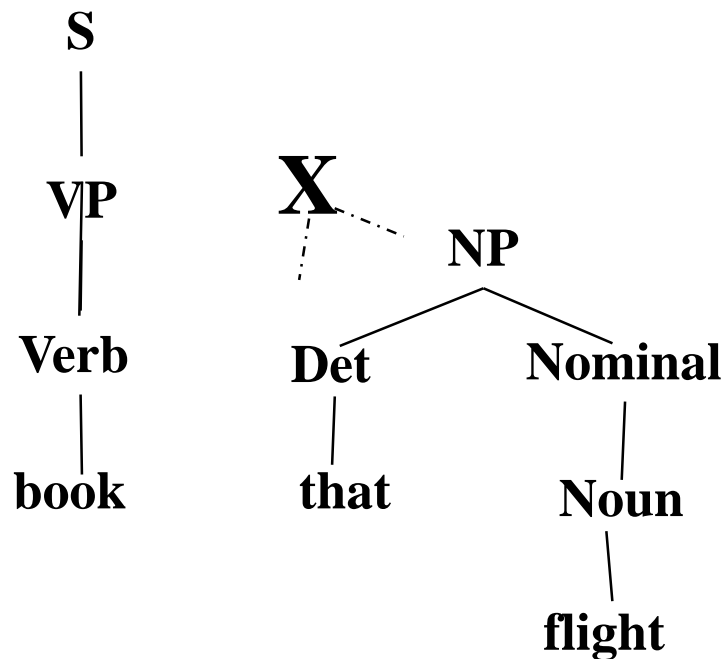 S
VP
X
NP
Verb
Det
Nominal
book
that
Noun
flight